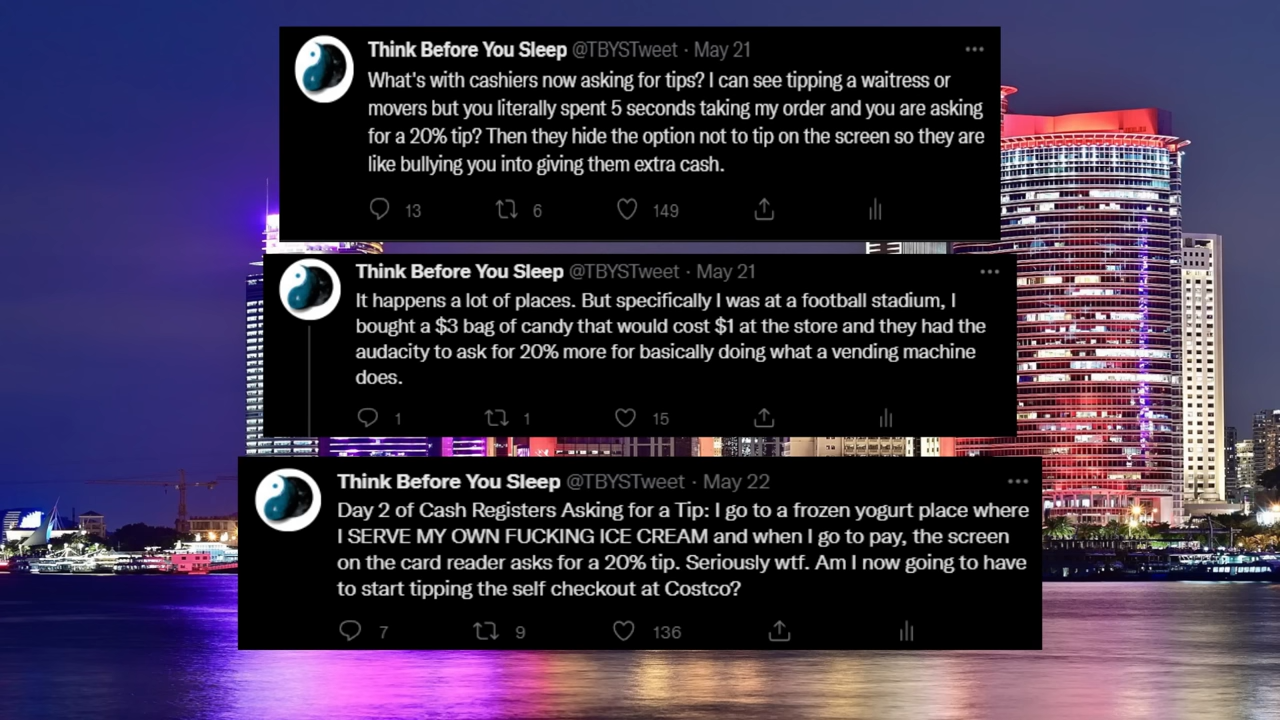 Think Before You Sleep @TBYSTweet · May 21
What's with cashiers now asking for tips? I can see tipping a waitress or
movers but you literally spent 5 seconds taking my order and you are asking
for a 20% tip? Then they hide the option not to tip on the screen so they are
like bullying you into giving them extra cash.
13 6 149
Think Before You Sleep @TBYSTweet · May 21
It happens a lot of places. But specifically I was at a football stadium, I
bought a $3 bag of candy that would cost $1 at the store and they had the
audacity to ask for 20% more for basically doing what a vending machine
does.
1 1 15
Think Before You Sleep @TBYSTweet · May 22
Day 2 of Cash Registers Asking for a Tip: I go to a frozen yogurt place where
I SERVE MY OWN FUCKING ICE CREAM and when I go to pay, the screen
on the card reader asks for a 20% tip. Seriously wtf. Am I now going to have
to start tipping the self checkout at Costco?
7 9 136